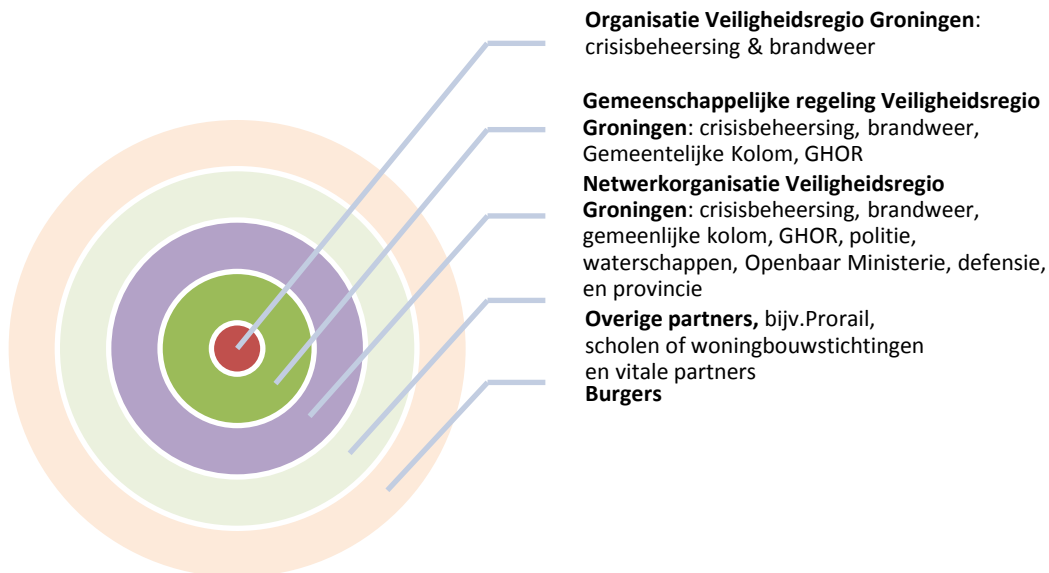 Organisatie Veiligheidsregio Groningen:
crisisbeheersing & brandweer
Gemeenschappelijke regeling Veiligheidsregio
Groningen: crisisbeheersing, brandweer,
Gemeentelijke Kolom, GHOR
Netwerkorganisatie Veiligheidsregio
Groningen: crisisbeheersing, brandweer,
gemeenlijke kolom, GHOR, politie,
waterschappen, Openbaar Ministerie, defensie,
en provincie
Overige partners, bijv.Prorail,
scholen of woningbouwstichtingen
en vitale partners
Burgers